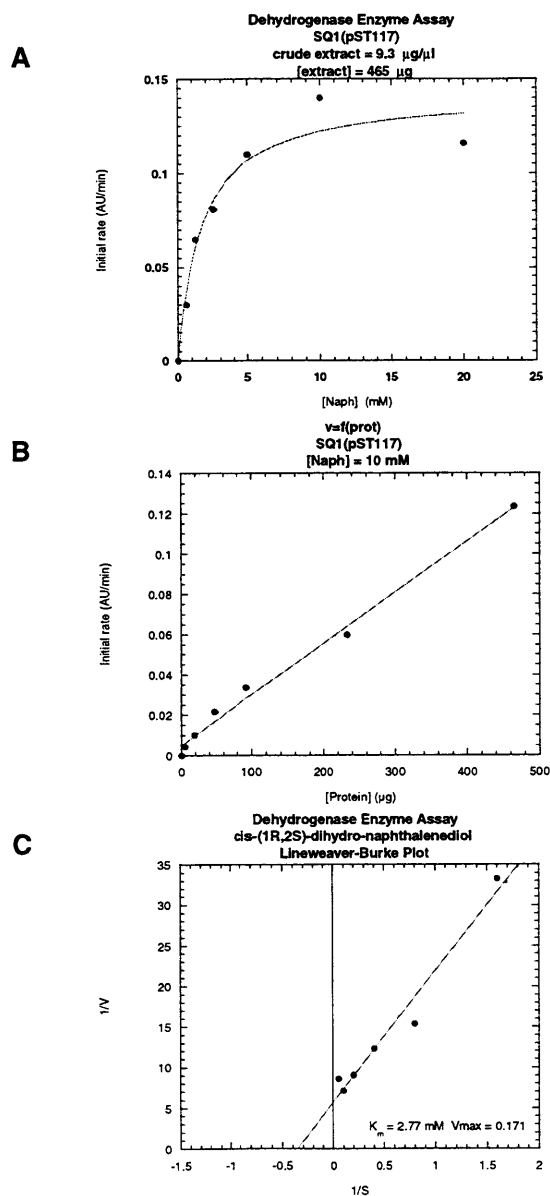 A
Dehydrogenase Enzyme Assay
SQ1(pST117)
crude extract = 9.3 µg/µl
[extract] = 465 µg
0.15
0.1
0.05
0
Initial rate (AU/min)
0 5 10 15 20 25
[Naph] (mM)
B
v=f(prot)
SQ1(pST117)
[Naph] = 10 mM
0.14
0.12
0.1
0.08
0.06
0.04
0.02
0
Initial rate (AU/min)
0 100 200 300 400 500
[Protein] (µg)
C
Dehydrogenase Enzyme Assay
cis-(1R,2S)-dihydro-naphthalenediol
Lineweaver-Burke Plot
35
30
25
20
15
10
5
0
1/V
K_m = 2.77 mM Vmax = 0.171
-1.5 -1 -0.5 0 0.5 1 1.5 2
1/S